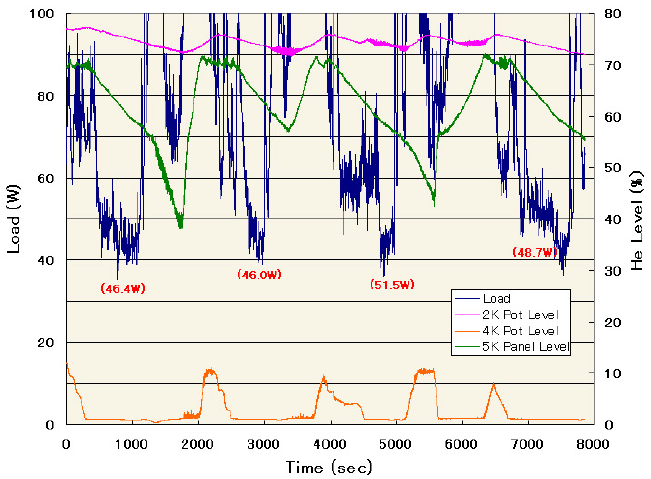 100
80
60
40
20
0
Load (W)
80
70
60
50
40
30
20
10
0
He Level (%)
(46.4W)
(46.0W)
(51.5W)
(48.7W)
Load
2K Pot Level
4K Pot Level
5K Panel Level
0
1000
2000
3000
4000
5000
6000
7000
8000
Time (sec)